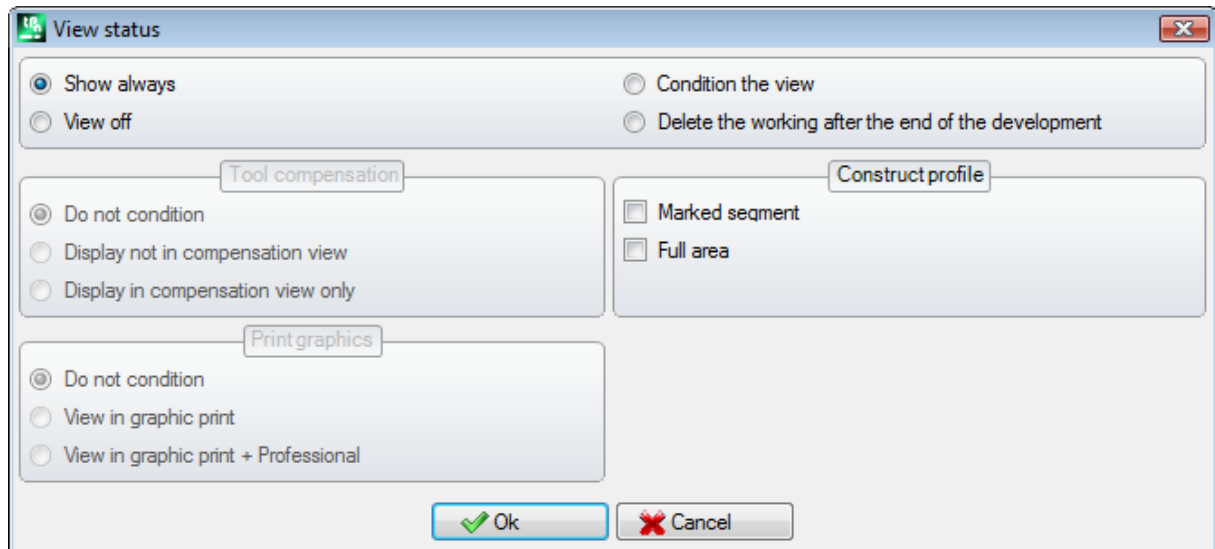 View status
Show always
Condition the view
View off
Delete the working after the end of the development
Tool compensation
Do not condition
Display not in compensation view
Display in compensation view only
Construct profile
Marked segment
Full area
Print graphics
Do not condition
View in graphic print
View in graphic print + Professional
Ok
Cancel